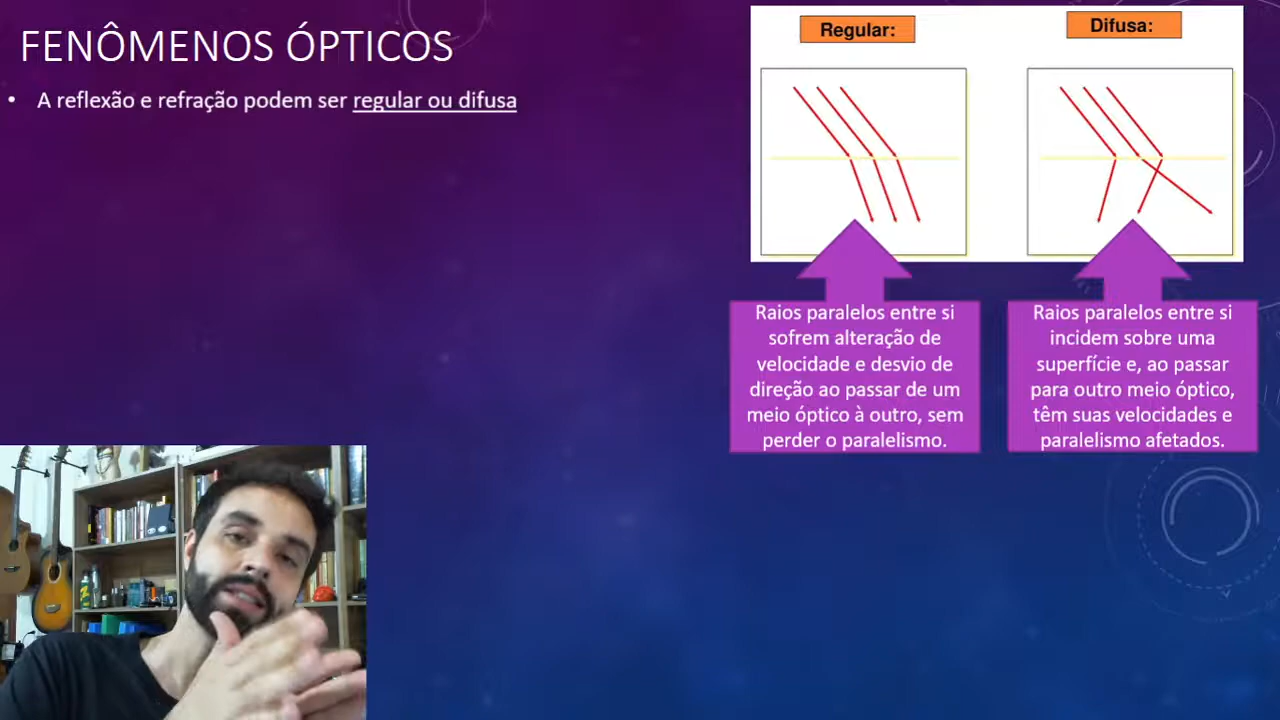 FENÔMENOS ÓPTICOS
• A reflexão e refração podem ser regular ou difusa
Regular:
Difusa:
Raios paralelos entre si
sofrem alteração de
velocidade e desvio de
direção ao passar de um
meio óptico à outro, sem
perder o paralelismo.
Raios paralelos entre si
incidem sobre uma
superfície e, ao passar
para outro meio óptico,
têm suas velocidades e
paralelismo afetados.